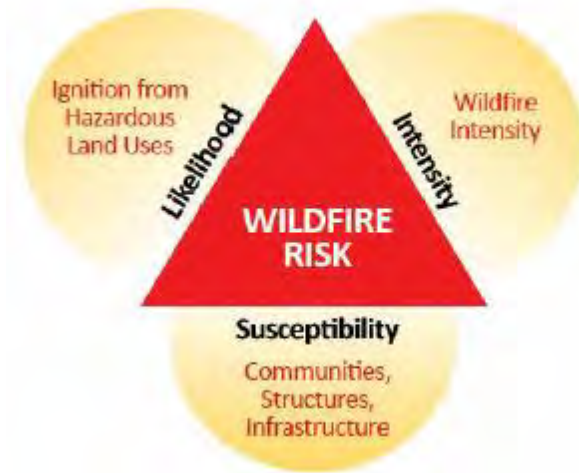 Ignition from
Hazardous
Land Uses
Likelihood
Wildfire
Intensity
Intensity
WILDFIRE
RISK
Susceptibility
Communities,
Structures,
Infrastructure